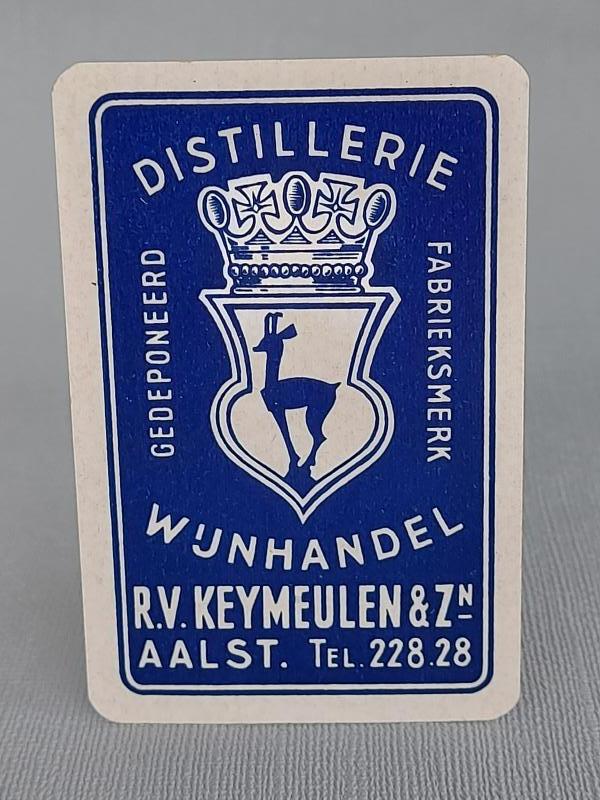 DISTILLERIE
GEDEPONEERD
FABRIEKSMERK
WIJNHANDEL
R.V. KEYMEULEN & ZN
AALST. TEL. 228.28